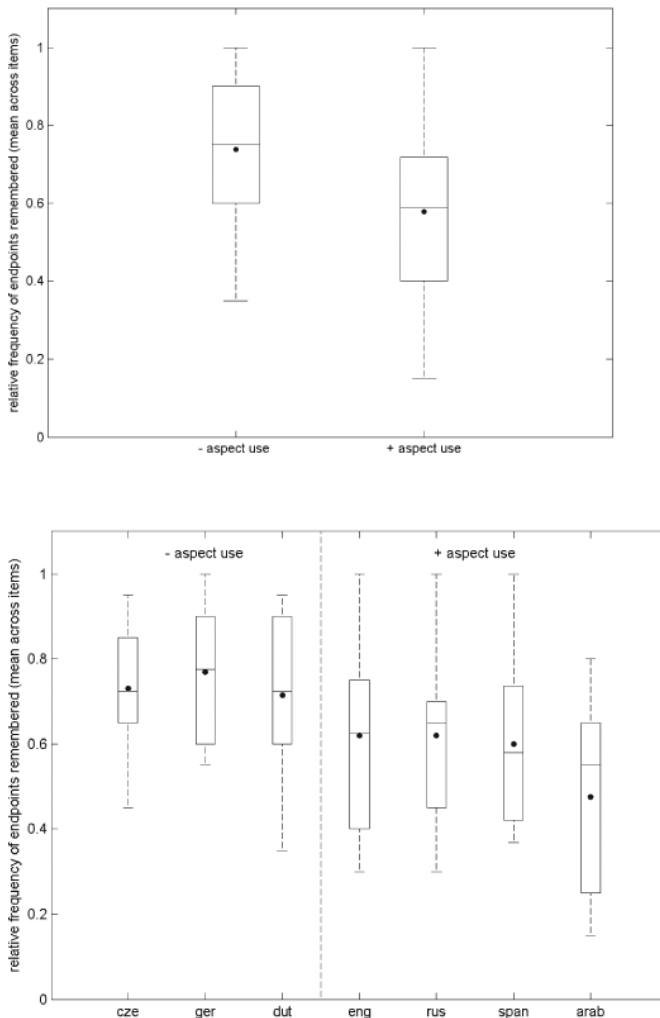 relative frequency of endpoints remembered (mean across items)
1
0.8
0.6
0.4
0.2
0
- aspect use + aspect use
relative frequency of endpoints remembered (mean across items)
- aspect use + aspect use
1
0.8
0.6
0.4
0.2
0
cze ger dut eng rus span arab